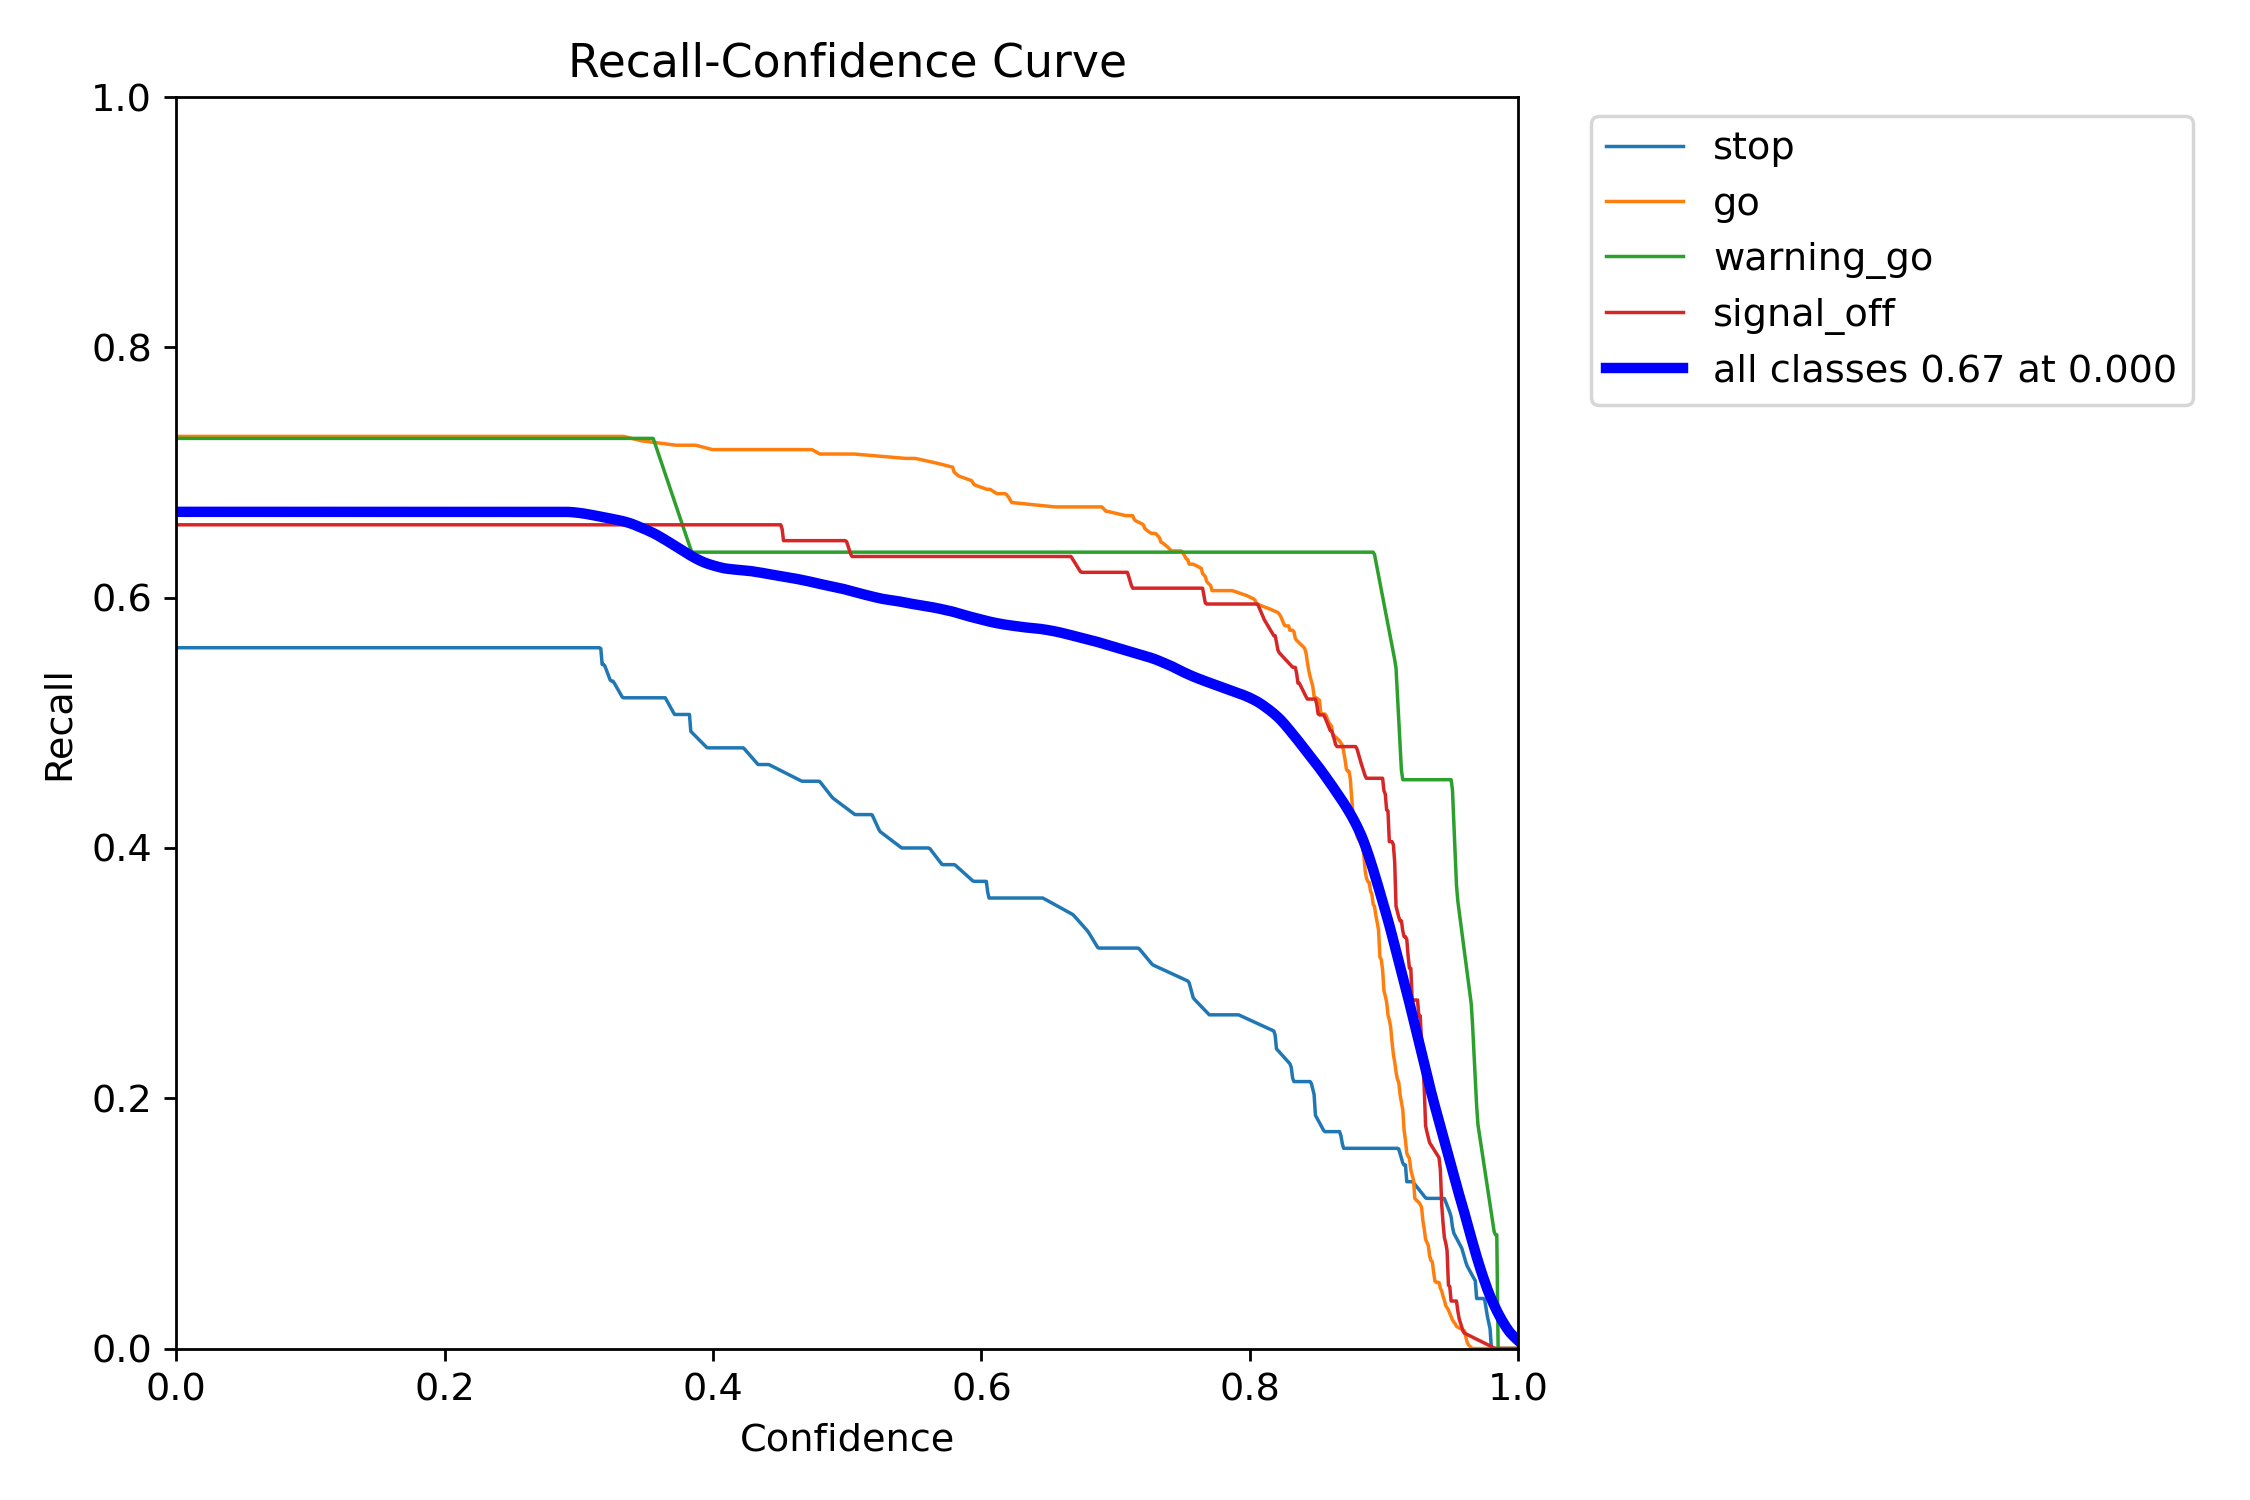 Recall-Confidence Curve
1.0
0.8
0.6
0.4
0.2
0.0
Recall
0.0 0.2 0.4 0.6 0.8 1.0
Confidence
stop
go
warning_go
signal_off
all classes 0.67 at 0.000